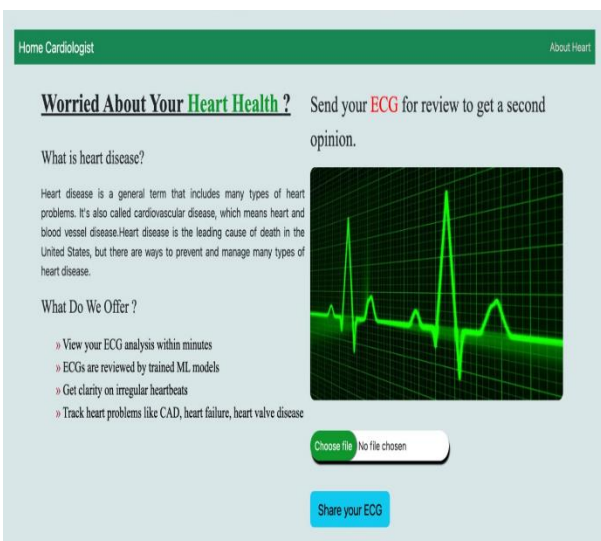 Home Cardiologist
About Heart
Worried About Your Heart Health ?
What is heart disease?
Heart disease is a general term that includes many types of heart
problems. It's also called cardiovascular disease, which means heart and
blood vessel disease.Heart disease is the leading cause of death in the
United States, but there are ways to prevent and manage many types of
heart disease.
What Do We Offer ?
» View your ECG analysis within minutes
» ECGs are reviewed by trained ML models
» Get clarity on irregular heartbeats
» Track heart problems like CAD, heart failure, heart valve disease
Send your ECG for review to get a second
opinion.
Choose file No file chosen
Share your ECG